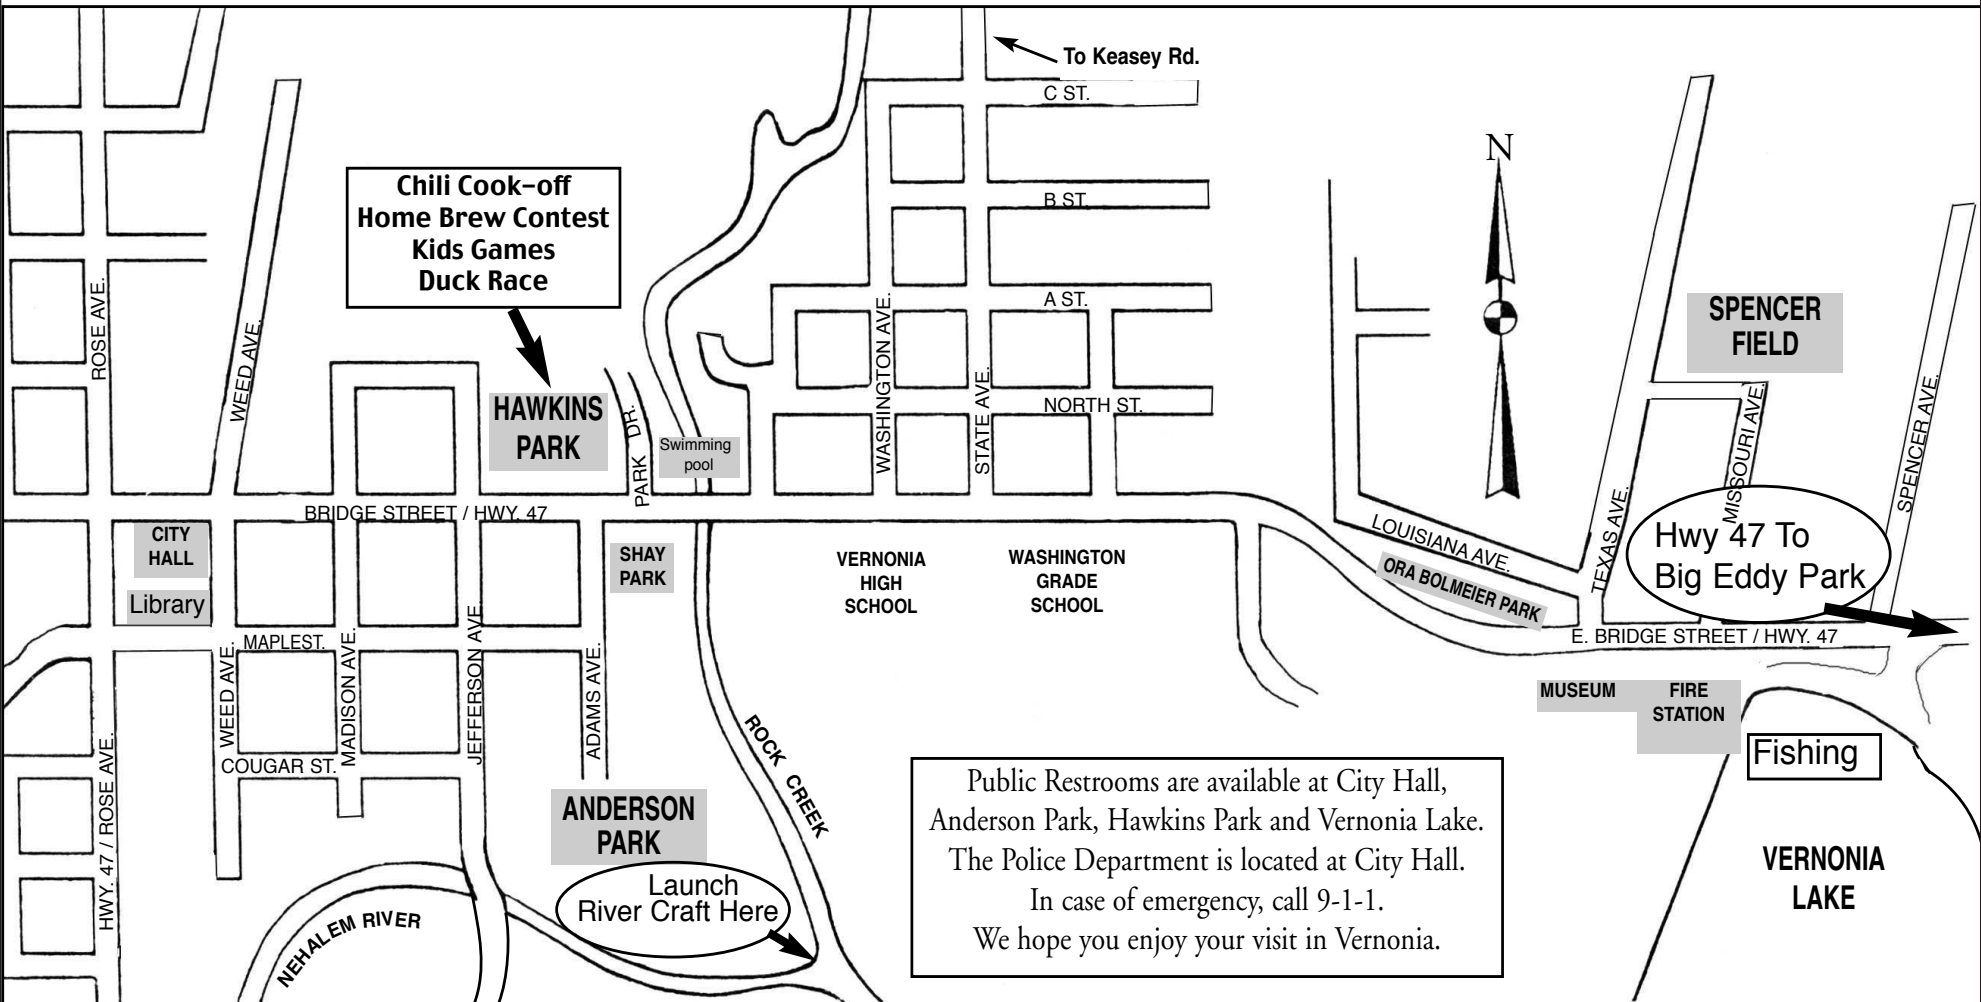 To Keasey Rd.
C ST.
N
Chili Cook-off
Home Brew Contest
Kids Games
Duck Race
B ST.
A ST.
ROSE AVE.
WEED AVE.
WASHINGTON AVE.
STATE AVE.
NORTH ST.
SPENCER
FIELD
HAWKINS
PARK
PARK DR.
Swimming
pool
MISSOURI AVE.
SPENCER AVE.
BRIDGE STREET / HWY. 47
LOUISIANA AVE.
TEXAS AVE.
Hwy 47 To
Big Eddy Park
CITY
HALL
Library
SHAY
PARK
VERNONIA
HIGH
SCHOOL
WASHINGTON
GRADE
SCHOOL
ORA BOLMEIER PARK
E. BRIDGE STREET / HWY. 47
MAPLEST.
WEED AVE.
MADISON AVE.
JEFFERSON AVE.
ADAMS AVE.
COUGAR ST.
HWY. 47 / ROSE AVE.
ROCK CREEK
MUSEUM
FIRE
STATION
Fishing
VERNONIA
LAKE
ANDERSON
PARK
Launch
River Craft Here
NEHALEM RIVER
Public Restrooms are available at City Hall,
Anderson Park, Hawkins Park and Vernonia Lake.
The Police Department is located at City Hall.
In case of emergency, call 9-1-1.
We hope you enjoy your visit in Vernonia.